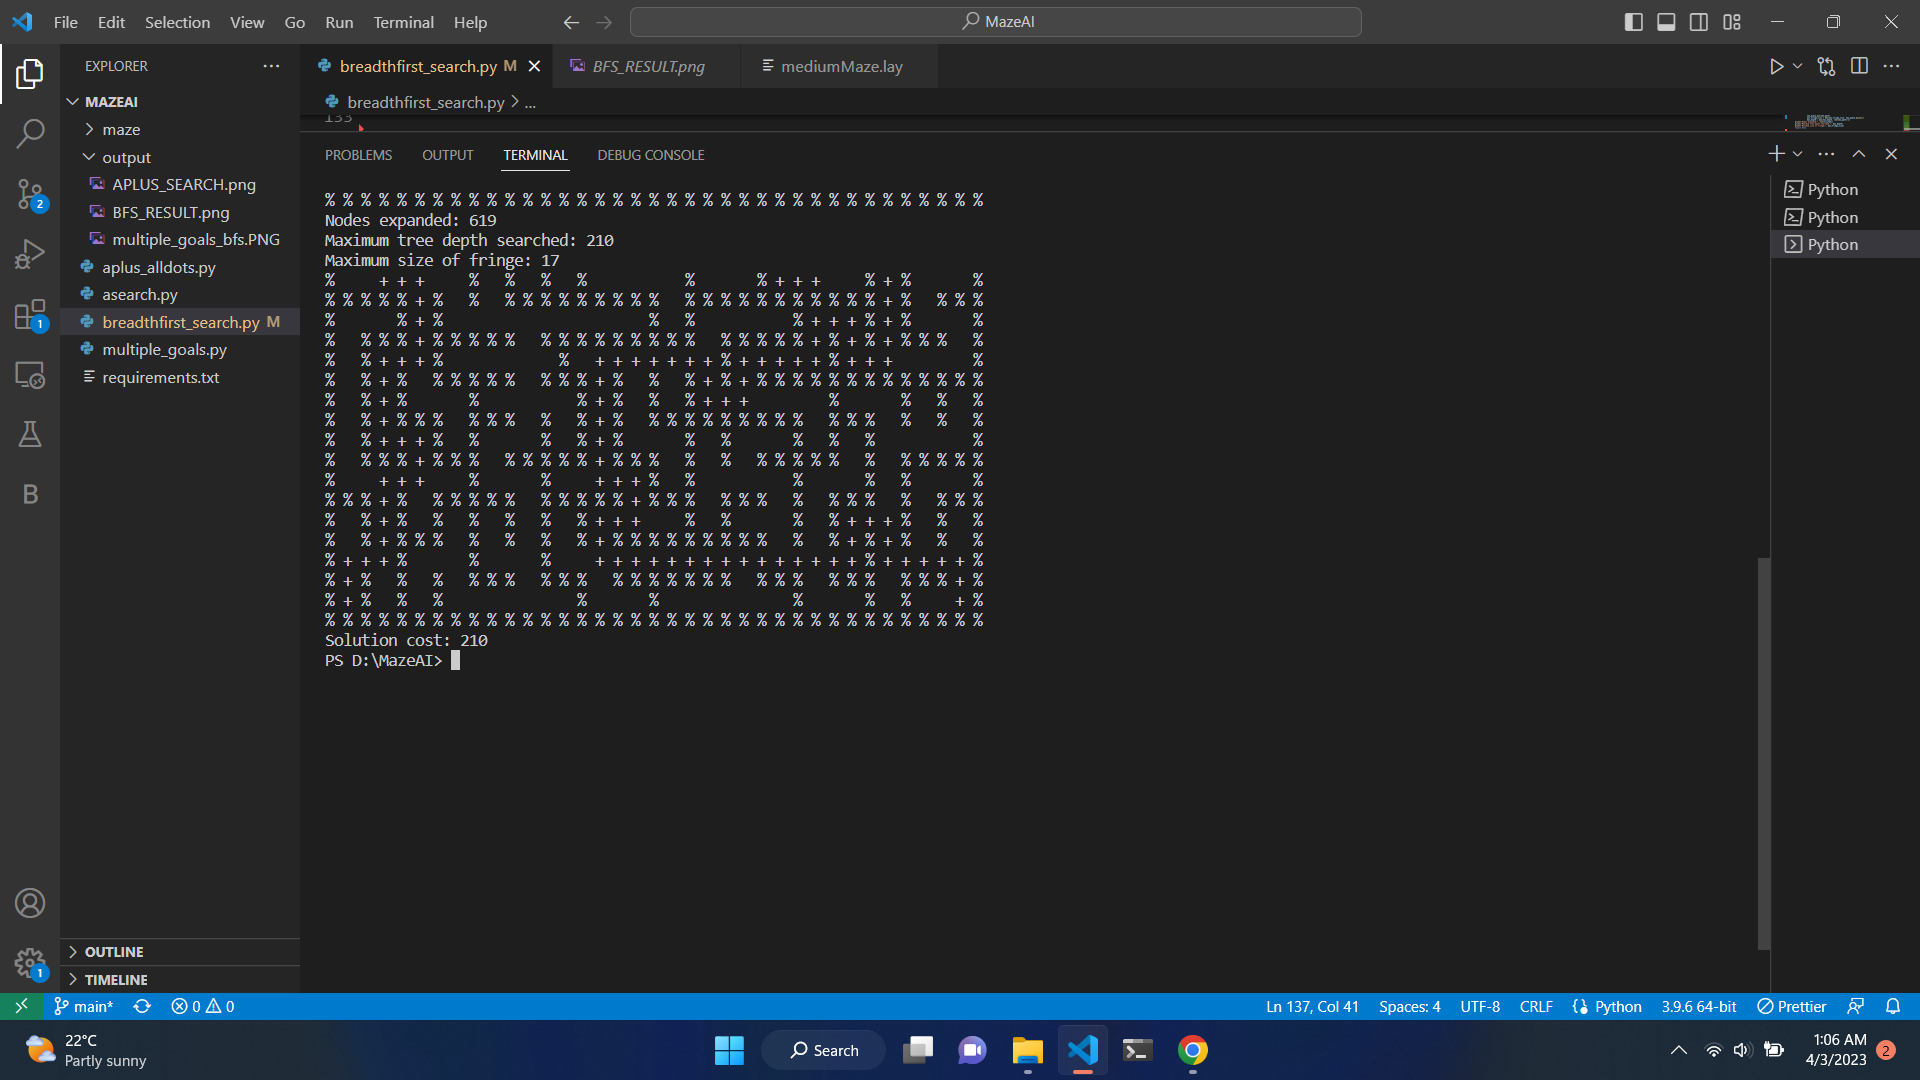 File Edit Selection View Go Run Terminal Help
MazeAI
EXPLORER
breadthfirst_search.py M
BFS_RESULT.png
mediumMaze.lay
MAZEAI
breadthfirst_search.py > ...
maze
output
APLUS_SEARCH.png
BFS_RESULT.png
multiple_goals_bfs.PNG
aplus_alldots.py
asearch.py
breadthfirst_search.py M
multiple_goals.py
requirements.txt
OUTLINE
TIMELINE
133
PROBLEMS OUTPUT TERMINAL DEBUG CONSOLE
% % % % % % % % % % % % % % % % % % % % % % % % % % % % % % % % % % % % %
Nodes expanded: 619
Maximum tree depth searched: 210
Maximum size of fringe: 17
%     + + +     %   %   %   %           %       % + + +     % + %       %
% % % % % + %   %   % % % % % % % % %   % % % % % % % % % % % + %   % % %
%       % + %                       %   %           % + + + % + %       %
%   % % % + % % % % %   % % % % % % % % %   % % % % % + % + % + % % %   %
%   % + + + %             %   + + + + + + + % + + + + + % + + +         %
%   % + %   % % % % %   % % % + %   %   % + % + % % % % % % % % % % % % %
%   % + %       %           % + %   %   % + + +         %       %   %   %
%   % + % % %   % % %   %   % + %   % % % % % % % % %   % % %   %   %   %
%   % + + + %   %       %   % + %       %   %       %   %   %           %
%   % % % + % % %   % % % % % + % % %   %   %   % % % % %   %   % % % % %
%     + + +     %       %     + + + %   %           %       %   %       %
% % % + %   % % % % %   % % % % % + % % %   % % %   %   % % %   %   % % %
%   % + %   %   %   %   %   % + + +     %   %       %   % + + + %   %   %
%   % + % % %   %   %   %   % + % % % % % % % % %   %   % + % + %   %   %
% + + + %       %       %     + + + + + + + + + + + + + + + % + + + + + %
% + %   %   %   % % %   % % %   % % % % % % %   % % %   % % %   % % % + %
% + %   %   %               %       %               %       %   %     + %
% % % % % % % % % % % % % % % % % % % % % % % % % % % % % % % % % % % % %
Solution cost: 210
PS D:\MazeAI>
Python
Python
Python
main* 0 0
Ln 137, Col 41 Spaces: 4 UTF-8 CRLF Python 3.9.6 64-bit Prettier
22°C
Partly sunny
Search
1:06 AM
4/3/2023
2
2
1
B
1